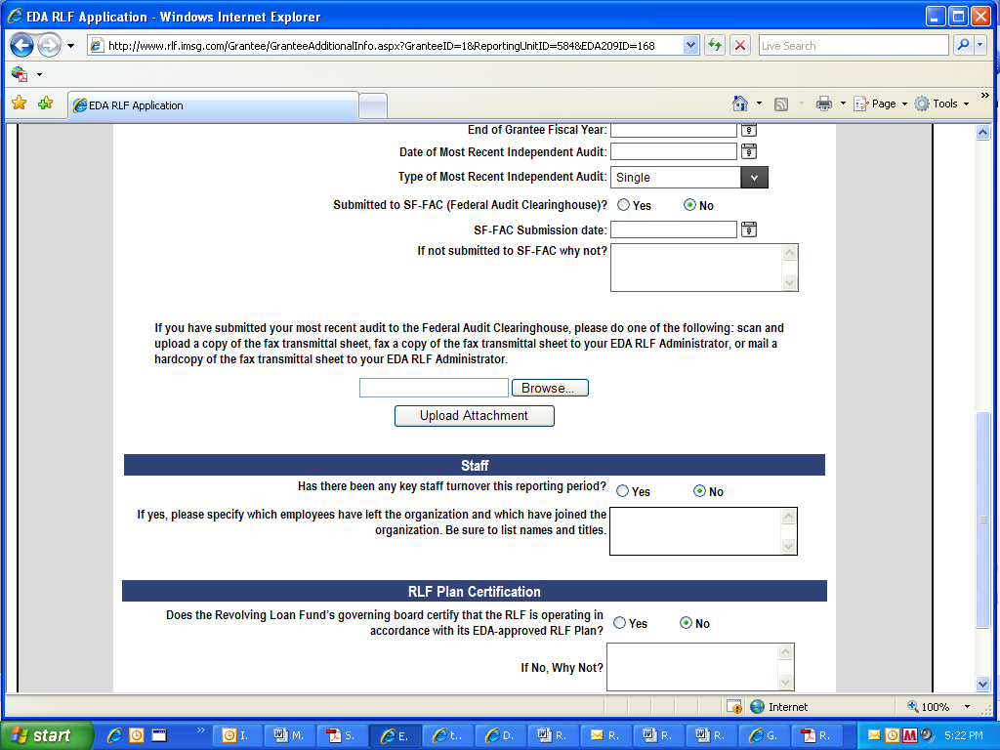 EDA RLF Application - Windows Internet Explorer
http://www.rlf.imsg.com/Grantee/GranteeAdditionalInfo.aspx?GranteeID=1&ReportingUnitID=584&EDA209ID=168
Live Search
EDA RLF Application
Page
Tools
End of Grantee Fiscal Year:
Date of Most Recent Independent Audit:
Type of Most Recent Independent Audit: Single
Submitted to SF-FAC (Federal Audit Clearinghouse)? Yes No
SF-FAC Submission date:
If not submitted to SF-FAC why not?
If you have submitted your most recent audit to the Federal Audit Clearinghouse, please do one of the following: scan and
upload a copy of the fax transmittal sheet, fax a copy of the fax transmittal sheet to your EDA RLF Administrator, or mail a
hardcopy of the fax transmittal sheet to your EDA RLF Administrator.
Browse...
Upload Attachment
Staff
Has there been any key staff turnover this reporting period? Yes No
If yes, please specify which employees have left the organization and which have joined the
organization. Be sure to list names and titles.
RLF Plan Certification
Does the Revolving Loan Fund's governing board certify that the RLF is operating in
accordance with its EDA-approved RLF Plan? Yes No
If No, Why Not?
Internet
100%
start
I.
M.
S.
E.
t...
D.
R.
R.
R.
R.
G.
R.
5:22 PM